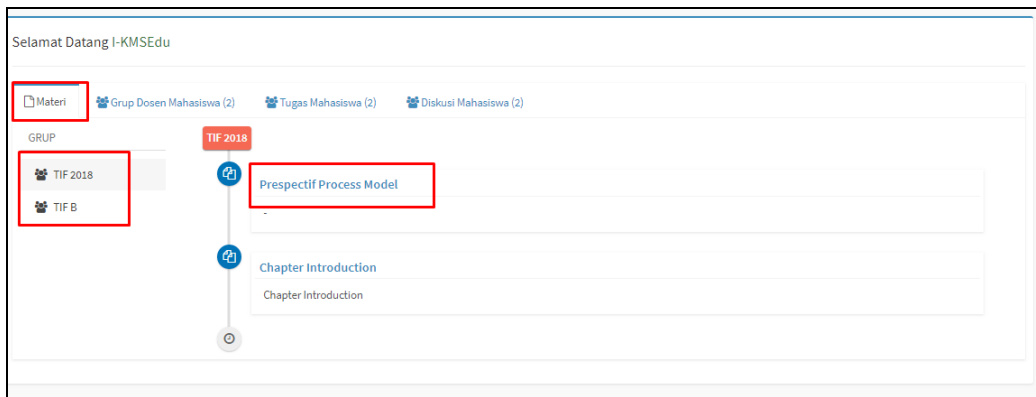 Selamat Datang I-KMSEdu
Materi Grup Dosen Mahasiswa (2) Tugas Mahasiswa (2) Diskusi Mahasiswa (2)
GRUP
TIF 2018
TIF B
TIF 2018
Prespectif Process Model
-
Chapter Introduction
Chapter Introduction